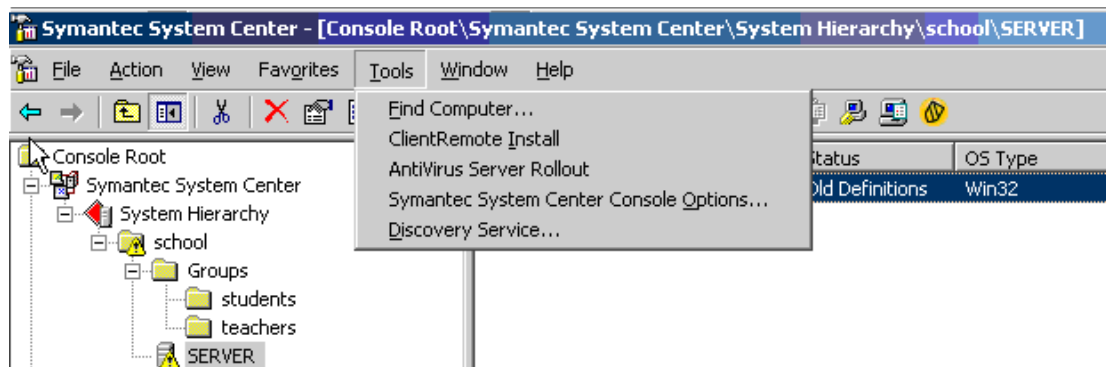 Symantec System Center - [Console Root\Symantec System Center\System Hierarchy\school\SERVER]
File Action View Favorites Tools Window Help
Find Computer...
ClientRemote Install
AntiVirus Server Rollout
Symantec System Center Console Options...
Discovery Service...
Console Root
Symantec System Center
System Hierarchy
school
Groups
students
teachers
SERVER
Status OS Type
Old Definitions Win32